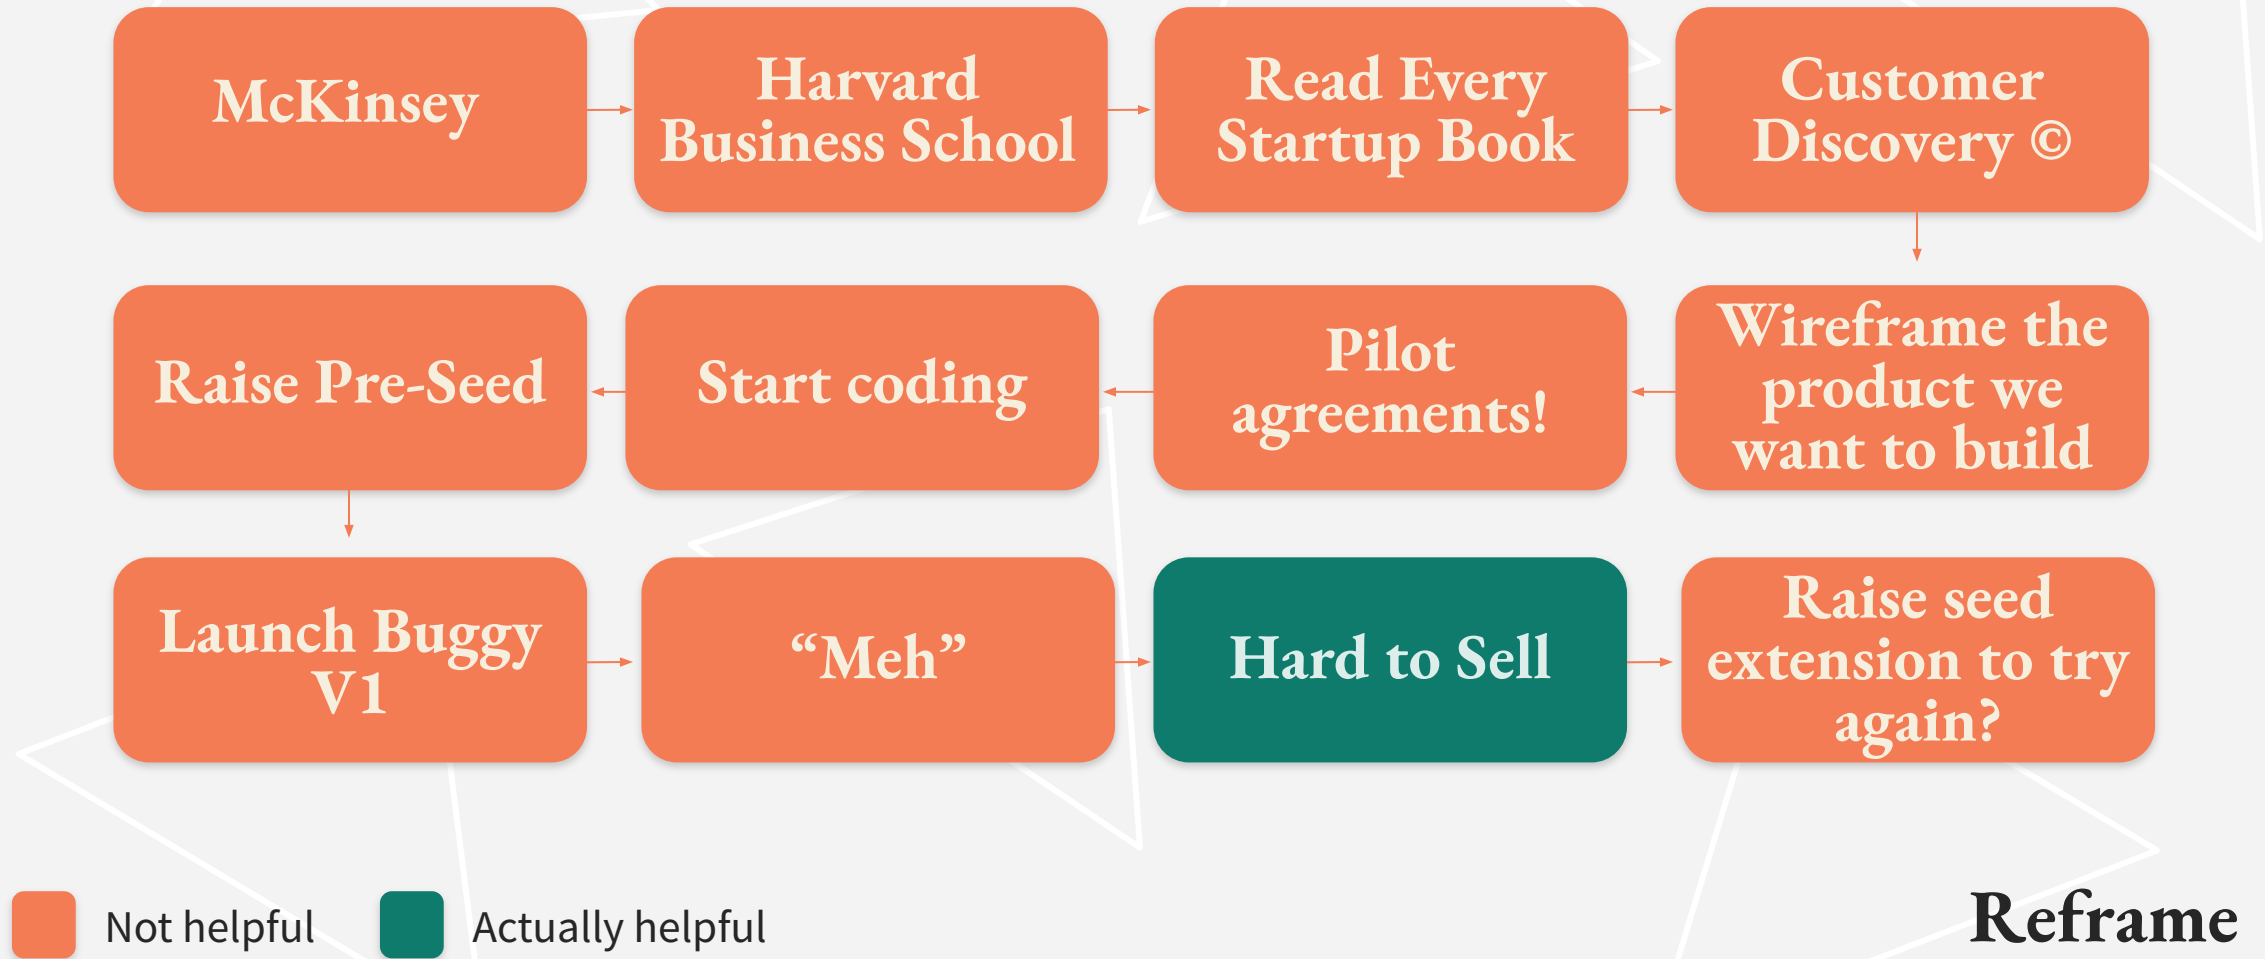 McKinsey
Harvard
Business School
Read Every
Startup Book
Customer
Discovery ©
Wireframe the
product we
want to build
Pilot
agreements!
Start coding
Raise Pre-Seed
Launch Buggy
V1
“Meh”
Hard to Sell
Raise seed
extension to try
again?
Not helpful
Actually helpful
Reframe